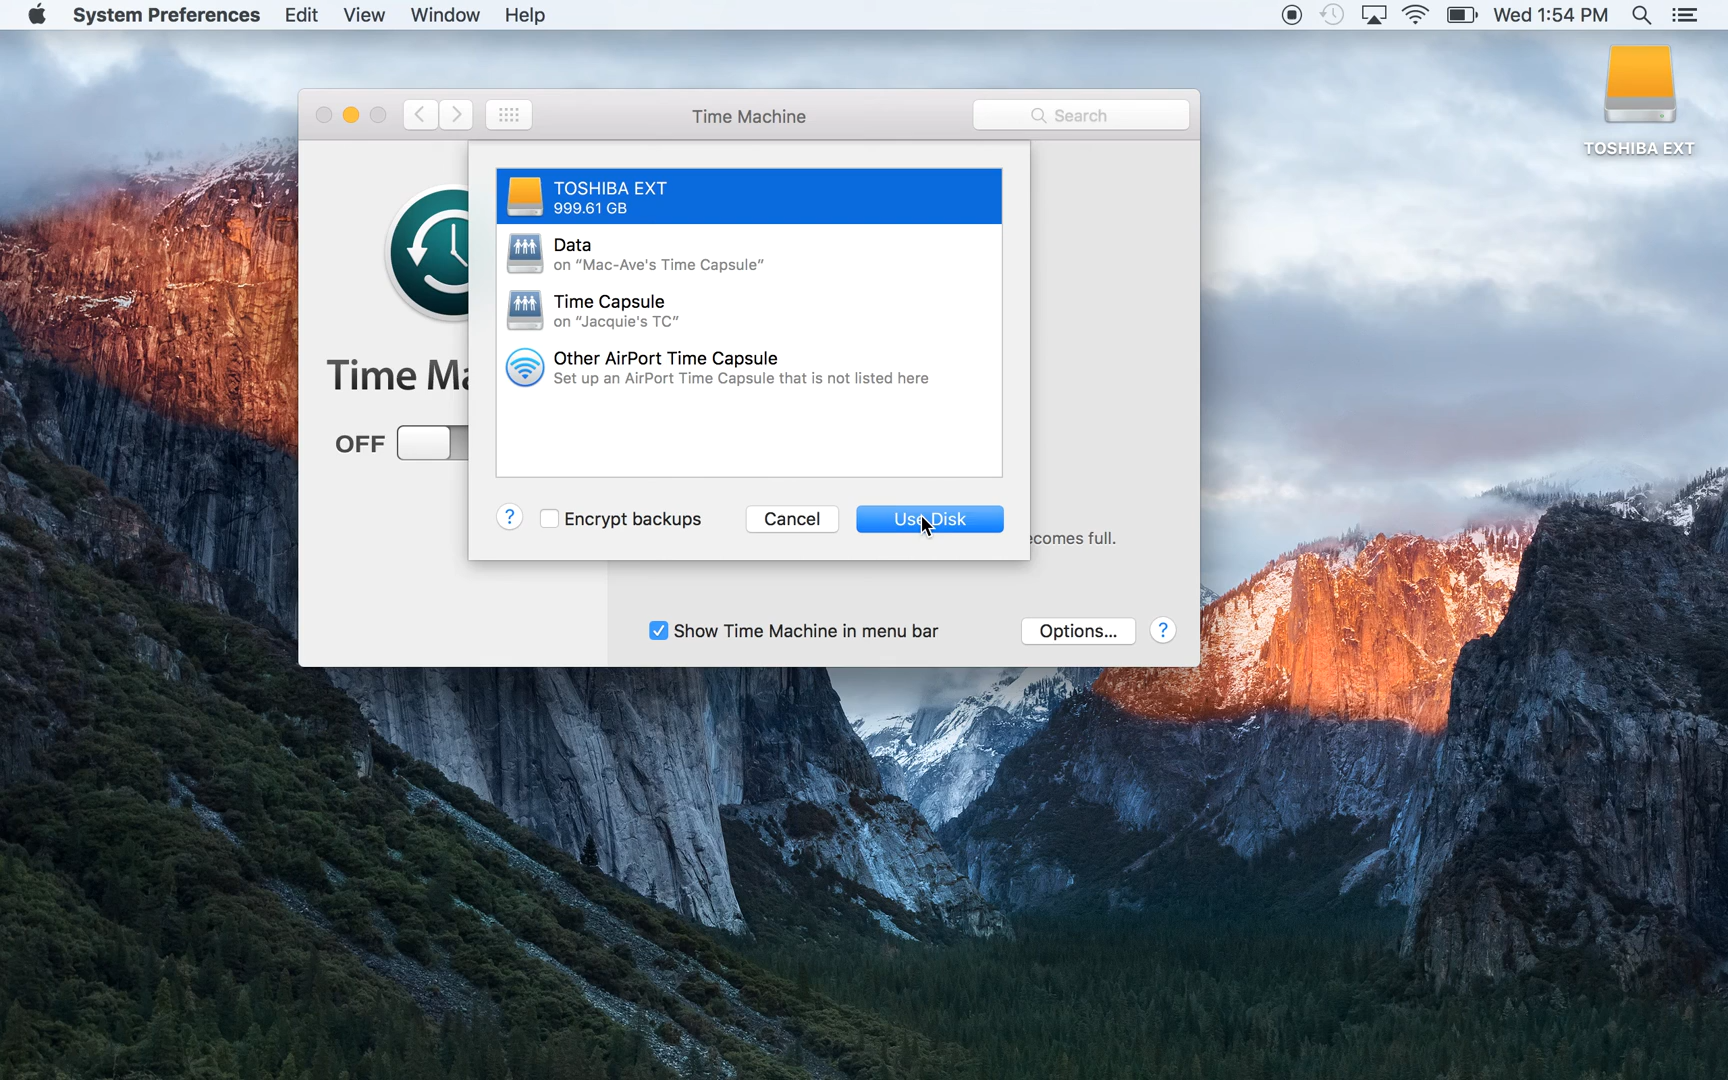 System Preferences Edit View Window Help Wed 1:54 PM
TOSHIBA EXT
Time Machine
Search
TOSHIBA EXT
999.61 GB
Data
on “Mac-Ave's Time Capsule”
Time Capsule
on “Jacquie's TC”
Other AirPort Time Capsule
Set up an AirPort Time Capsule that is not listed here
Time Ma
OFF
? Encrypt backups Cancel Use Disk
ecomes full.
Show Time Machine in menu bar Options... ?